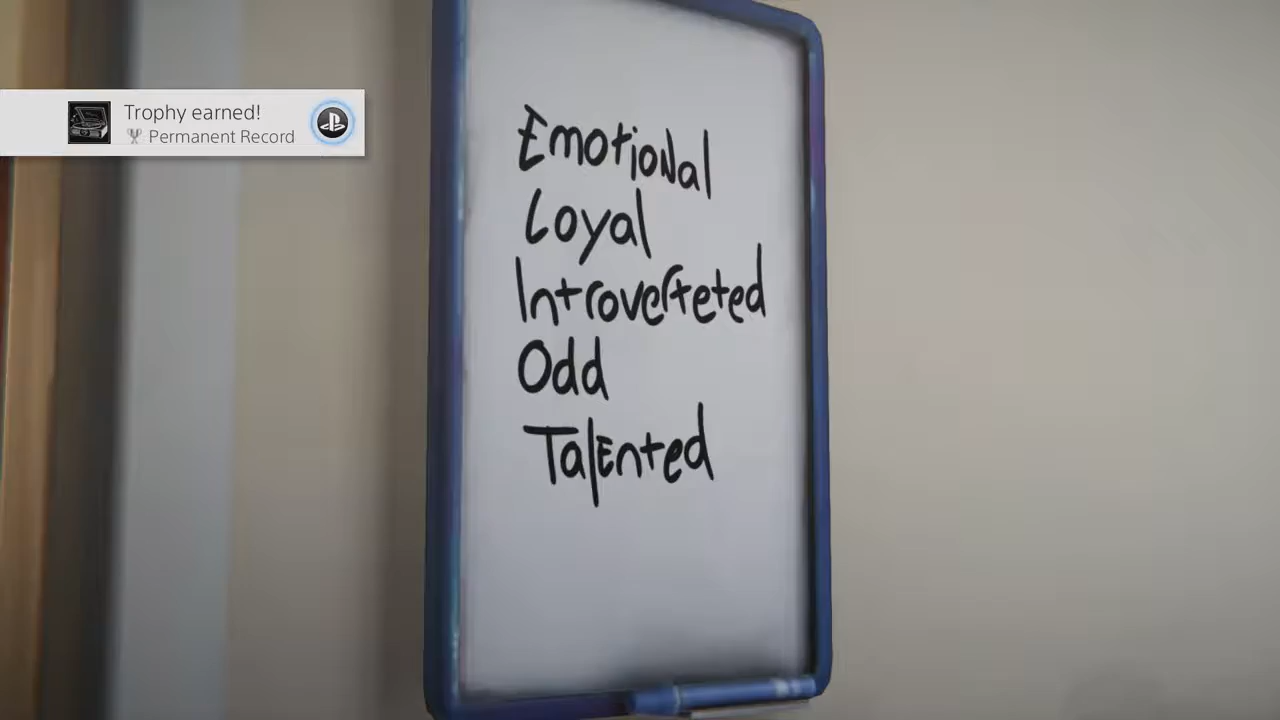 Trophy earned!
Permanent Record
Emotional
Loyal
Introverteted
Odd
Talented